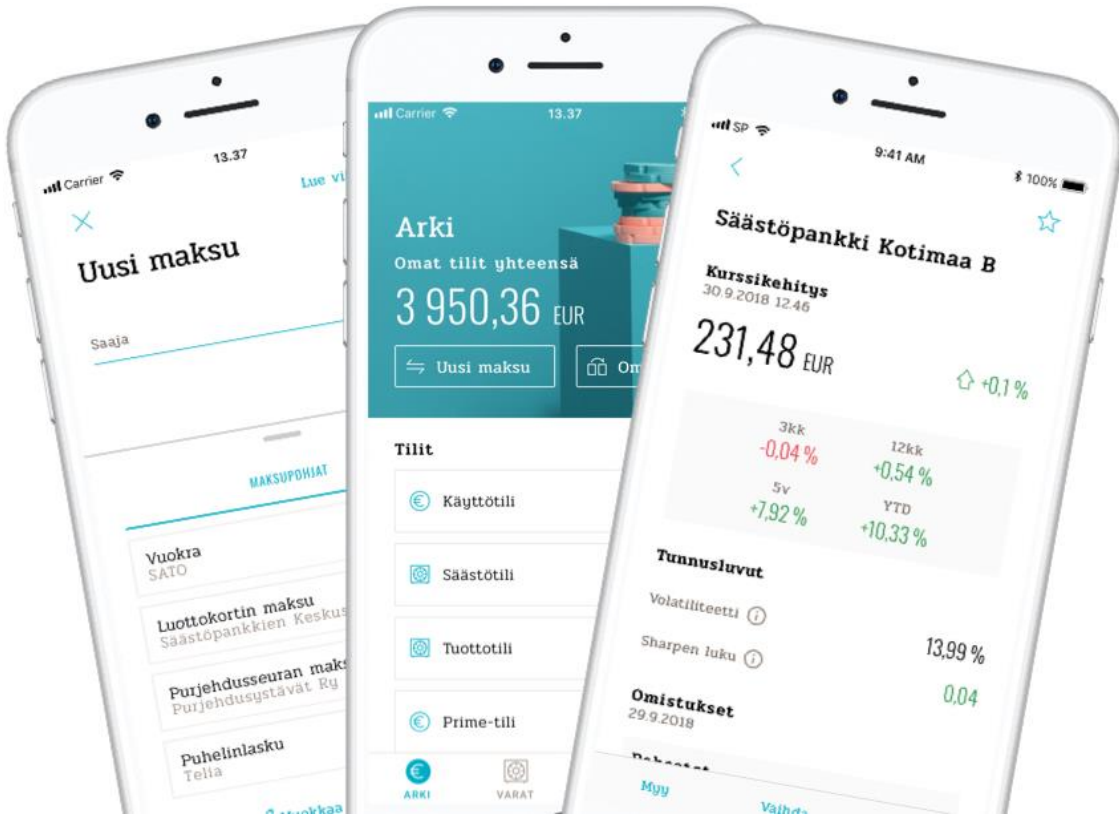 Carrier
13.37
Lue
Uusi maksu
Saaja
MAKSUPOHJAT
Vuokra
SATO
Luottokortin maksu
Säästöpankkien
Purjehdusseuran
Purjehdusystävät Ry
Puhelinlasku
Telia
Carrier
13.37
Arki
Omat tilit yhteensä
3 950,36 EUR
Uusi maksu
Tilit
€ Käyttötili
Säästötili
Tuottotili
€ Prime-tili
€
ARKI
VARAT
SP
9:41 AM
100%
Säästöpankki Kotimaa B
Kurssikehitys
30.9.2018 12.46
231,48 EUR
+0,1 %
3kk 12kk
-0,04 % +0,54 %
5v YTD
+7,92 % +10,33 %
Tunnusluvut
Volatiliteetti i 13,99 %
Sharpen luku i 0,04
Omistukset
29.9.2018
Myy